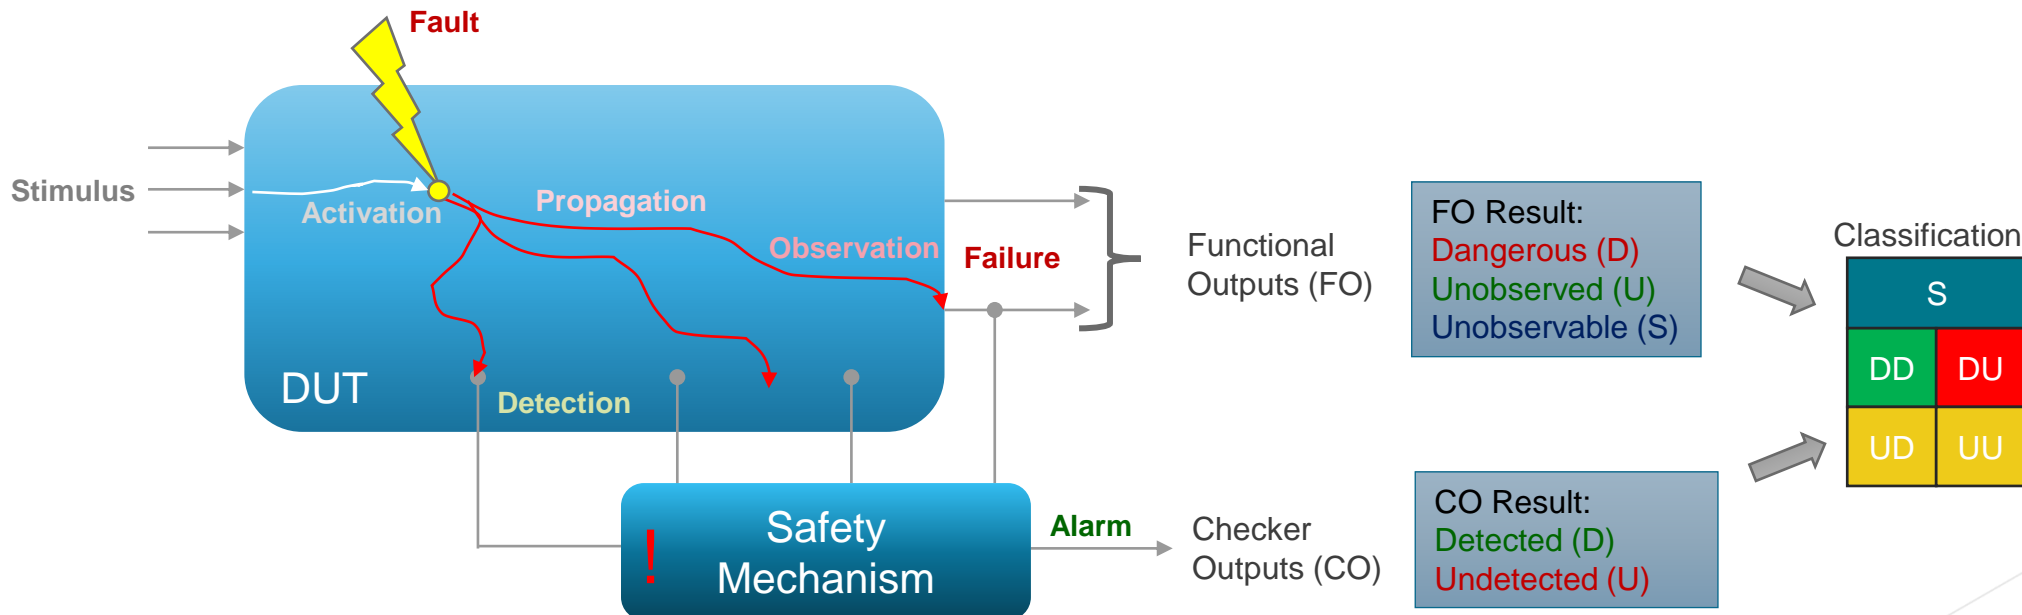 Fault
Stimulus
Activation
Propagation
Observation
Failure
DUT
Detection
Functional
Outputs (FO)
FO Result:
Dangerous (D)
Unobserved (U)
Unobservable (S)
Classification
S
DD DU
UD UU
!
Safety
Mechanism
Alarm
Checker
Outputs (CO)
CO Result:
Detected (D)
Undetected (U)